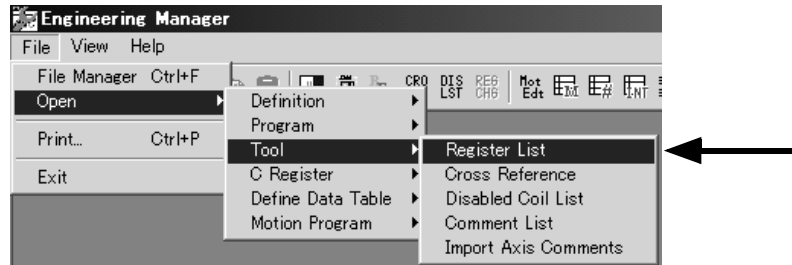 Engineering Manager
File View Help
CRO DIS LST REG CHG Mot Edt M # INT
File Manager Ctrl+F
Open
Print... Ctrl+P
Exit
Definition
Program
Tool
C Register
Define Data Table
Motion Program
Register List
Cross Reference
Disabled Coil List
Comment List
Import Axis Comments